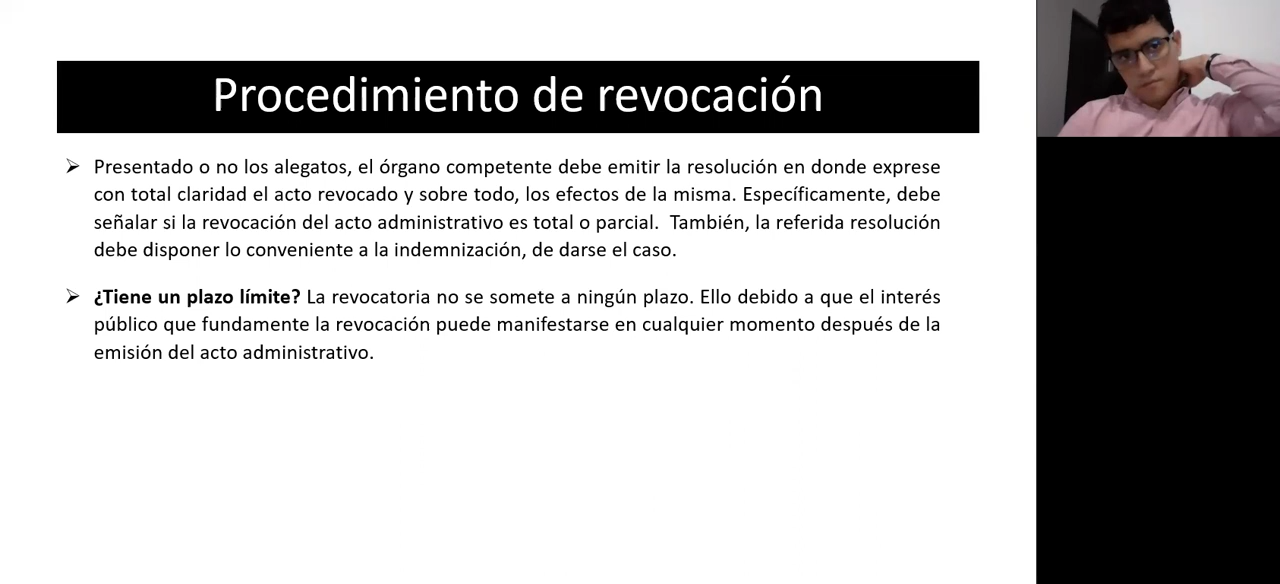 Procedimiento de revocación
➢ Presentado o no los alegatos, el órgano competente debe emitir la resolución en donde exprese
con total claridad el acto revocado y sobre todo, los efectos de la misma. Específicamente, debe
señalar si la revocación del acto administrativo es total o parcial.  También, la referida resolución
debe disponer lo conveniente a la indemnización, de darse el caso.
➢ ¿Tiene un plazo límite? La revocatoria no se somete a ningún plazo. Ello debido a que el interés
público que fundamente la revocación puede manifestarse en cualquier momento después de la
emisión del acto administrativo.